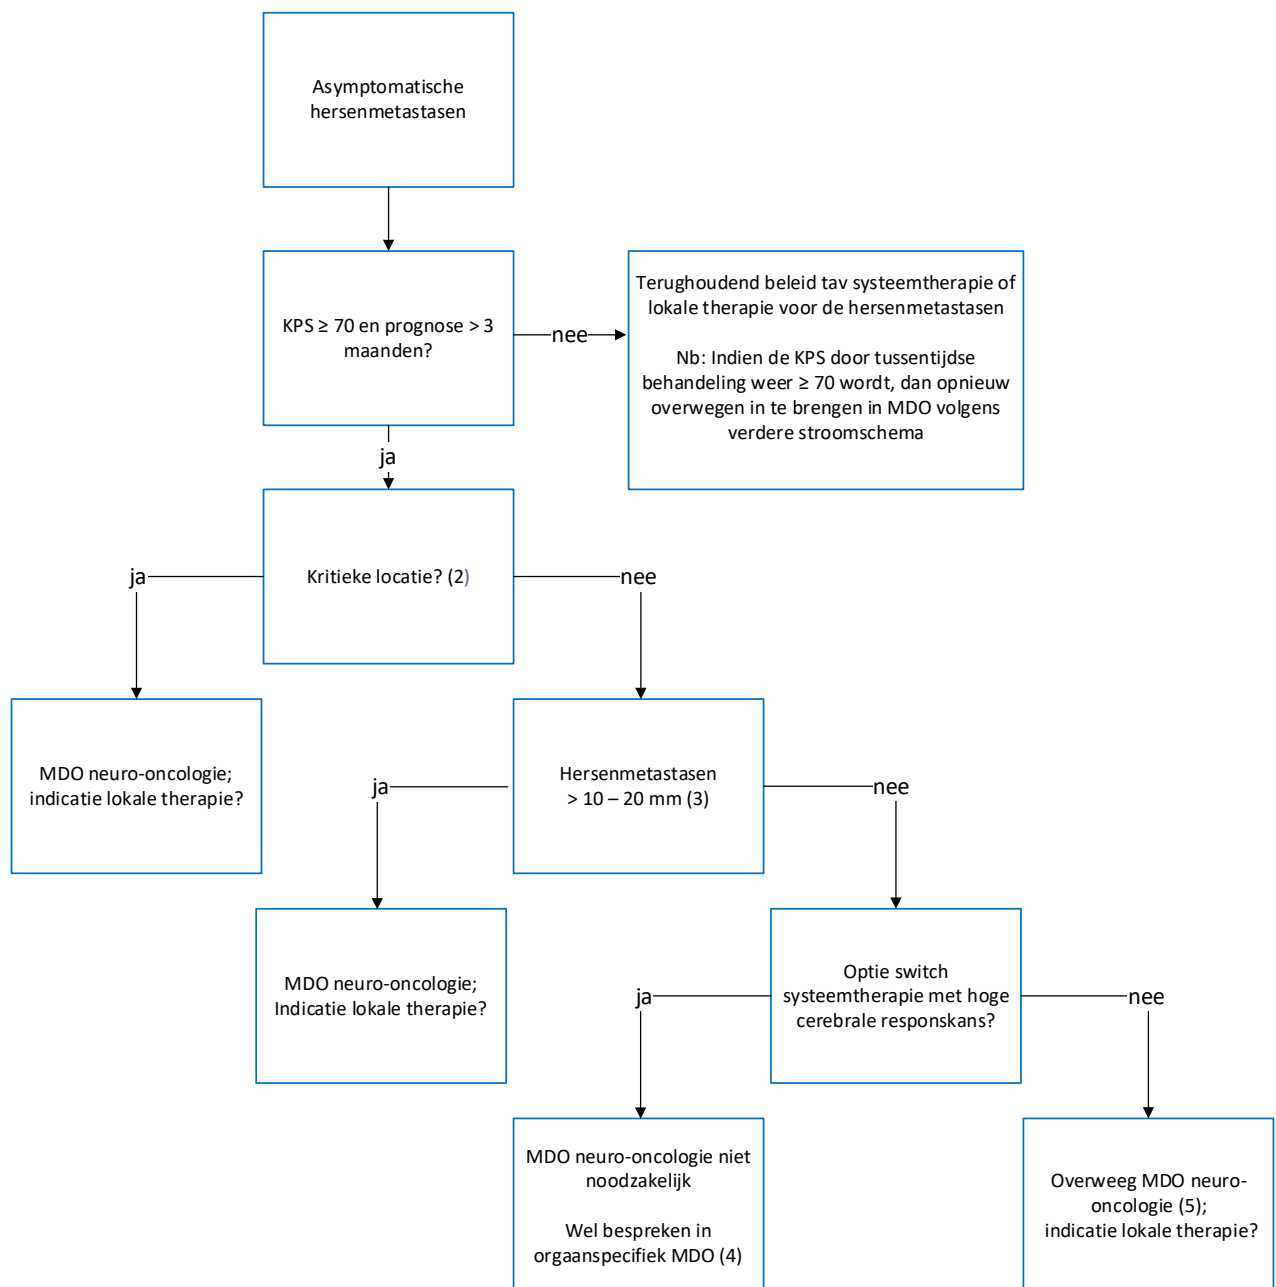 Asymptomatische
hersenmetastasen
KPS ≥ 70 en prognose > 3
maanden?
nee
Terughoudend beleid tav systeemtherapie of
lokale therapie voor de hersenmetastasen
Nb: Indien de KPS door tussentijdse
behandeling weer ≥ 70 wordt, dan opnieuw
overwegen in te brengen in MDO volgens
verdere stroomschema
ja
Kritieke locatie? (2)
ja
nee
MDO neuro-oncologie;
indicatie lokale therapie?
Hersenmetastasen
> 10 – 20 mm (3)
ja
nee
MDO neuro-oncologie;
Indicatie lokale therapie?
Optie switch
systeemtherapie met hoge
cerebrale responskans?
ja
nee
MDO neuro-oncologie niet
noodzakelijk
Wel bespreken in
orgaanspecifiek MDO (4)
Overweeg MDO neuro-
oncologie (5);
indicatie lokale therapie?